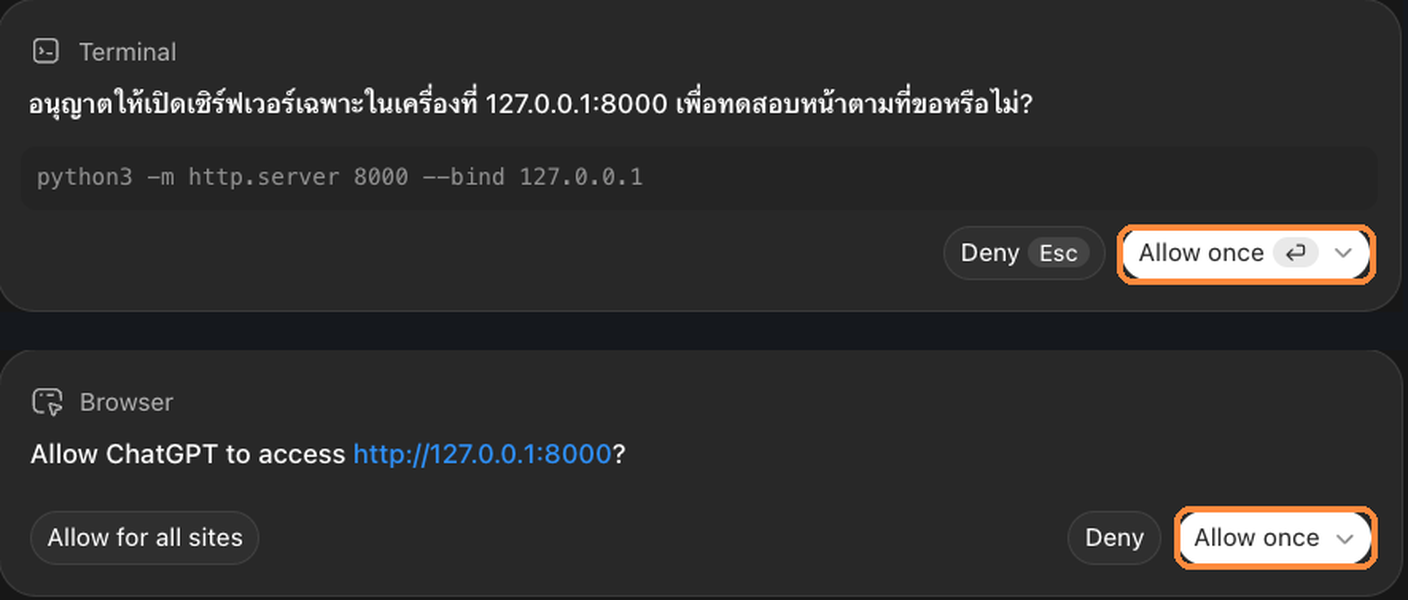 Terminal
อนุญาตให้เปิดเซิร์ฟเวอร์เฉพาะในเครื่องที่ 127.0.0.1:8000 เพื่อทดสอบหน้าตามที่ขอหรือไม่?
python3 -m http.server 8000 --bind 127.0.0.1
Deny Esc Allow once
Browser
Allow ChatGPT to access http://127.0.0.1:8000?
Allow for all sites Deny Allow once